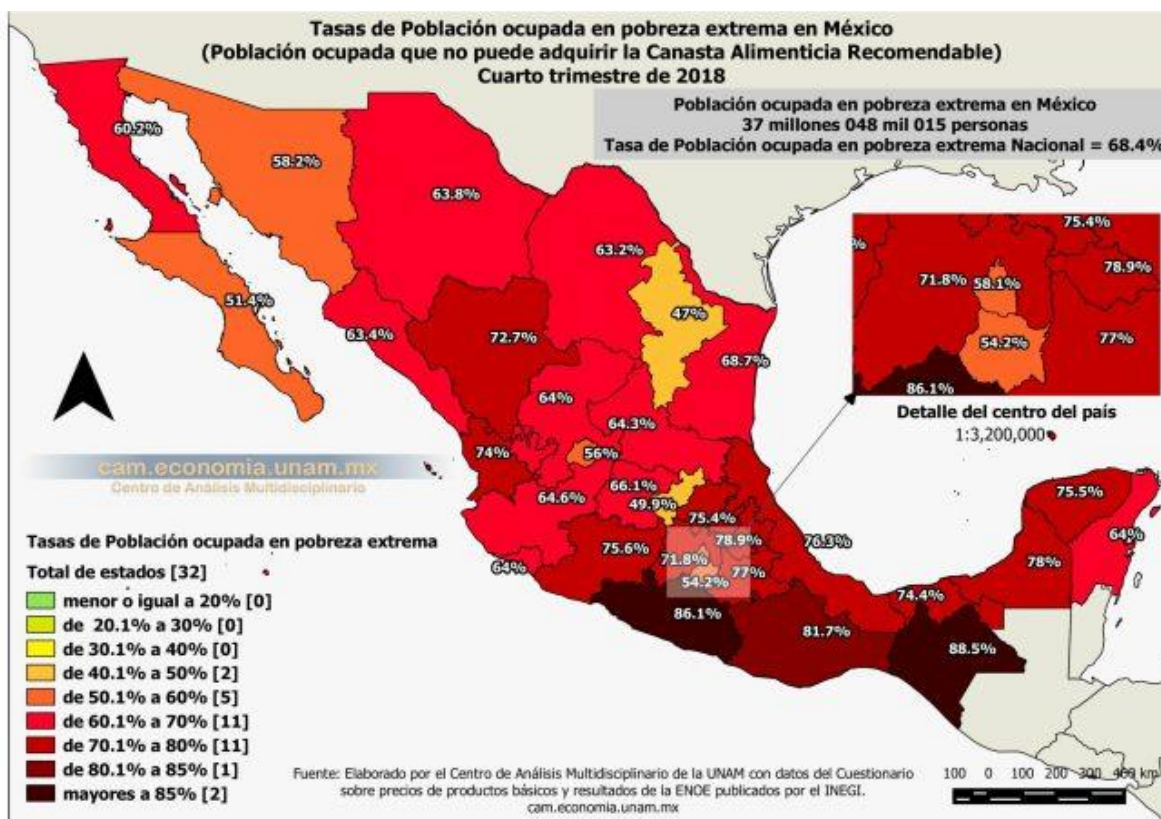 Tasas de Población ocupada en pobreza extrema en México
(Población ocupada que no puede adquirir la Canasta Alimenticia Recomendable)
Cuarto trimestre de 2018
Población ocupada en pobreza extrema en México
37 millones 048 mil 015 personas
Tasa de Población ocupada en pobreza extrema Nacional = 68.4%
60.2%
58.2%
63.8%
63.2%
51.4%
47%
63.4%
72.7%
68.7%
64%
64.3%
74%
56%
64.6%
66.1%
49.9%
75.4%
75.6%
71.8%
78.9%
54.2%
77%
76.3%
64%
86.1%
81.7%
74.4%
88.5%
78%
75.5%
64%
75.4%
78.9%
71.8%
58.1%
54.2%
77%
86.1%
Detalle del centro del país
1:3,200,000
cam.economia.unam.mx
Centro de Análisis Multidisciplinario
Tasas de Población ocupada en pobreza extrema
Total de estados [32]
menor o igual a 20% [0]
de 20.1% a 30% [0]
de 30.1% a 40% [0]
de 40.1% a 50% [2]
de 50.1% a 60% [5]
de 60.1% a 70% [11]
de 70.1% a 80% [11]
de 80.1% a 85% [1]
mayores a 85% [2]
Fuente: Elaborado por el Centro de Análisis Multidisciplinario de la UNAM con datos del Cuestionario
sobre precios de productos básicos y resultados de la ENOE publicados por el INEGI.
cam.economia.unam.mx
100 0 100 200 300 400 km